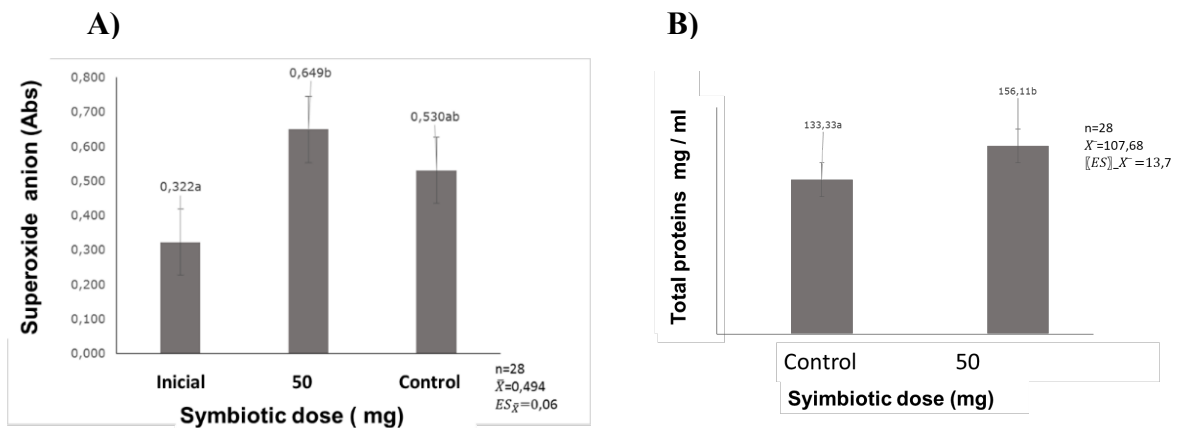 A)
Superoxide anion (Abs)
0,800
0,700
0,600
0,500
0,400
0,300
0,200
0,100
0,000
0,322a
0,649b
0,530ab
Inicial 50 Control
Symbiotic dose ( mg)
n=28
X̄=0,494
ES_X̄=0,06
B)
Total proteins mg / ml
133,33a
156,11b
n=28
X¯=107,68
〖ES〗_X¯ =13,7
Control 50
Syimbiotic dose (mg)